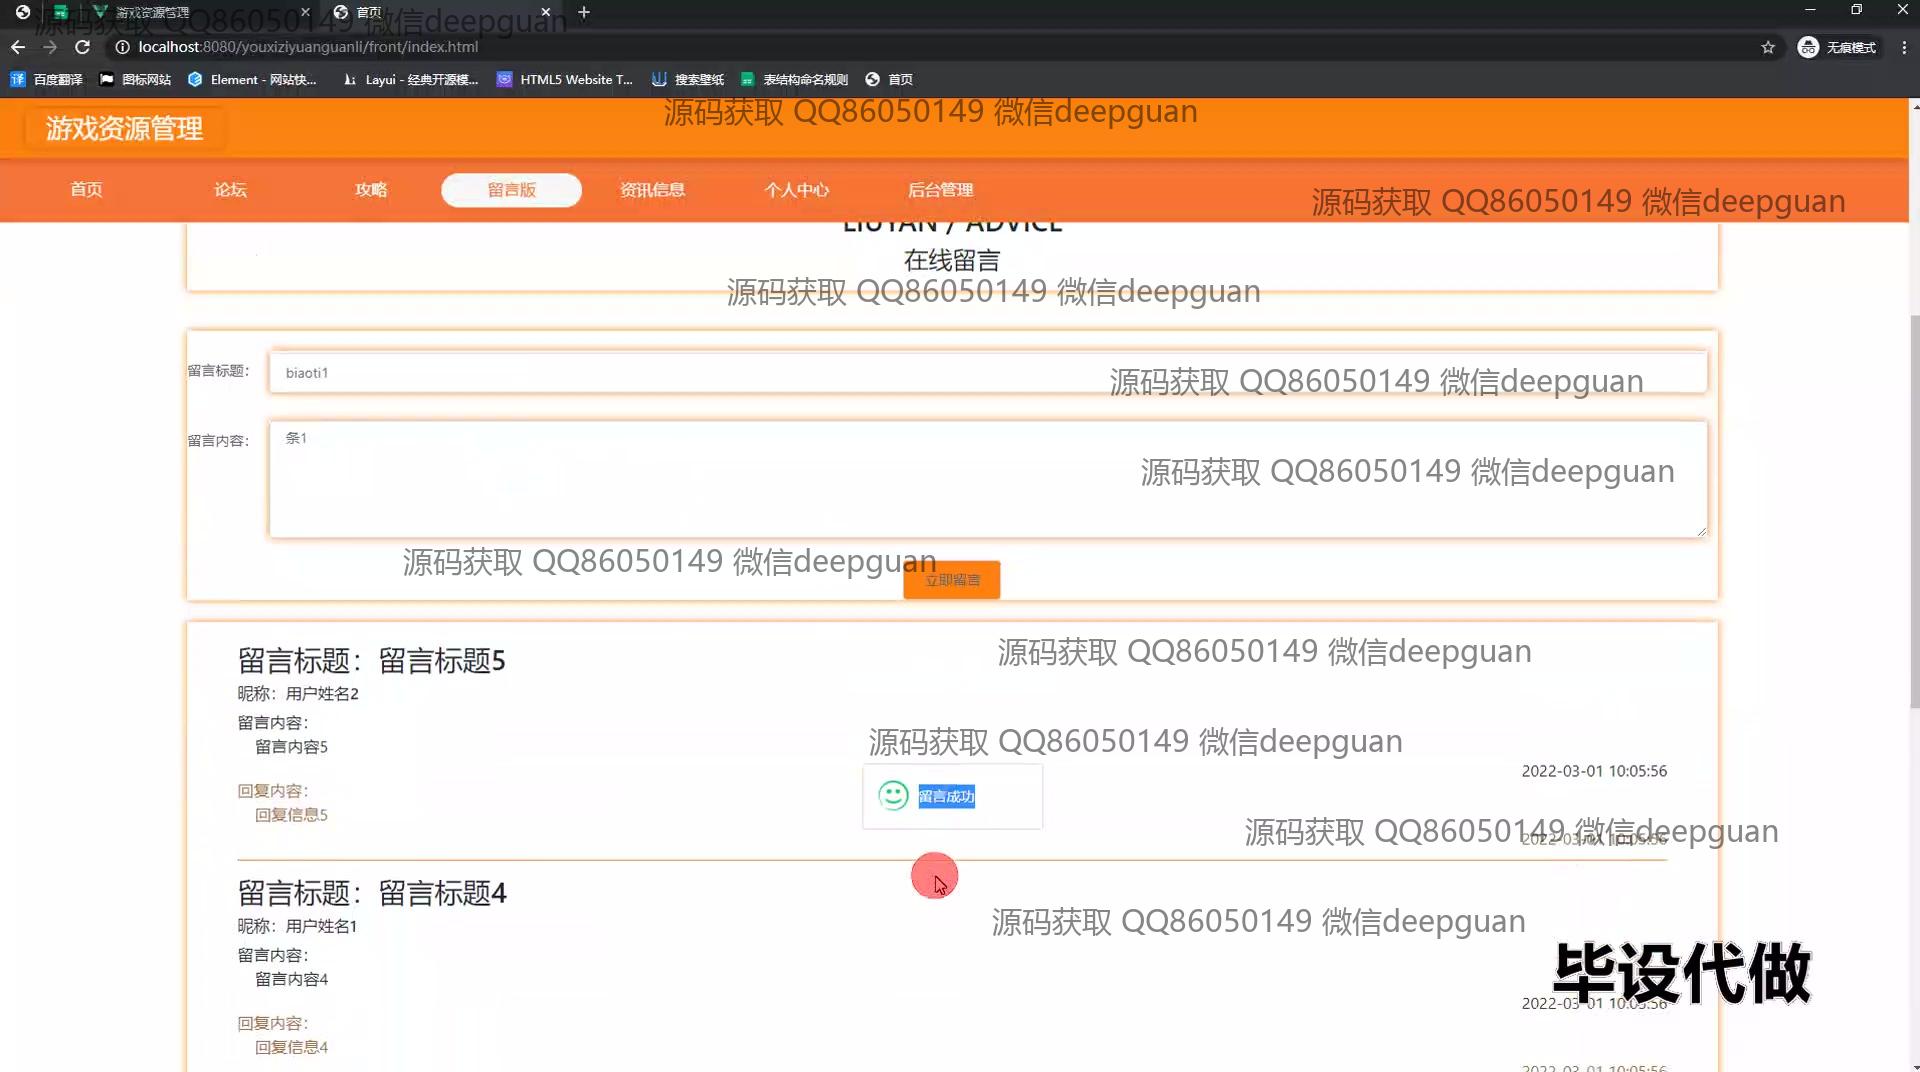 游戏资源管理
首页
源码获取 QQ86050149 微信deepguan
localhost:8080/youxiziyuanguanli/front/index.html
无痕模式
百度翻译
图标网站
Element - 网站快...
Layui - 经典开源模...
HTML5 Website T...
搜索壁纸
表结构命名规则
首页
源码获取 QQ86050149 微信deepguan
游戏资源管理
首页
论坛
攻略
留言版
资讯信息
个人中心
后台管理
源码获取 QQ86050149 微信deepguan
LIUYAN / ADVICE
在线留言
源码获取 QQ86050149 微信deepguan
留言标题：
biaoti1
源码获取 QQ86050149 微信deepguan
留言内容：
条1
源码获取 QQ86050149 微信deepguan
源码获取 QQ86050149 微信deepguan
立即留言
留言标题：留言标题5
源码获取 QQ86050149 微信deepguan
昵称：用户姓名2
留言内容：
留言内容5
源码获取 QQ86050149 微信deepguan
2022-03-01 10:05:56
回复内容：
留言成功
回复信息5
源码获取 QQ86050149 微信deepguan
2022-03-01 10:05:56
留言标题：留言标题4
昵称：用户姓名1
源码获取 QQ86050149 微信deepguan
留言内容：
留言内容4
毕设代做
2022-03-01 10:05:56
回复内容：
回复信息4
2022-03-01 10:05:56